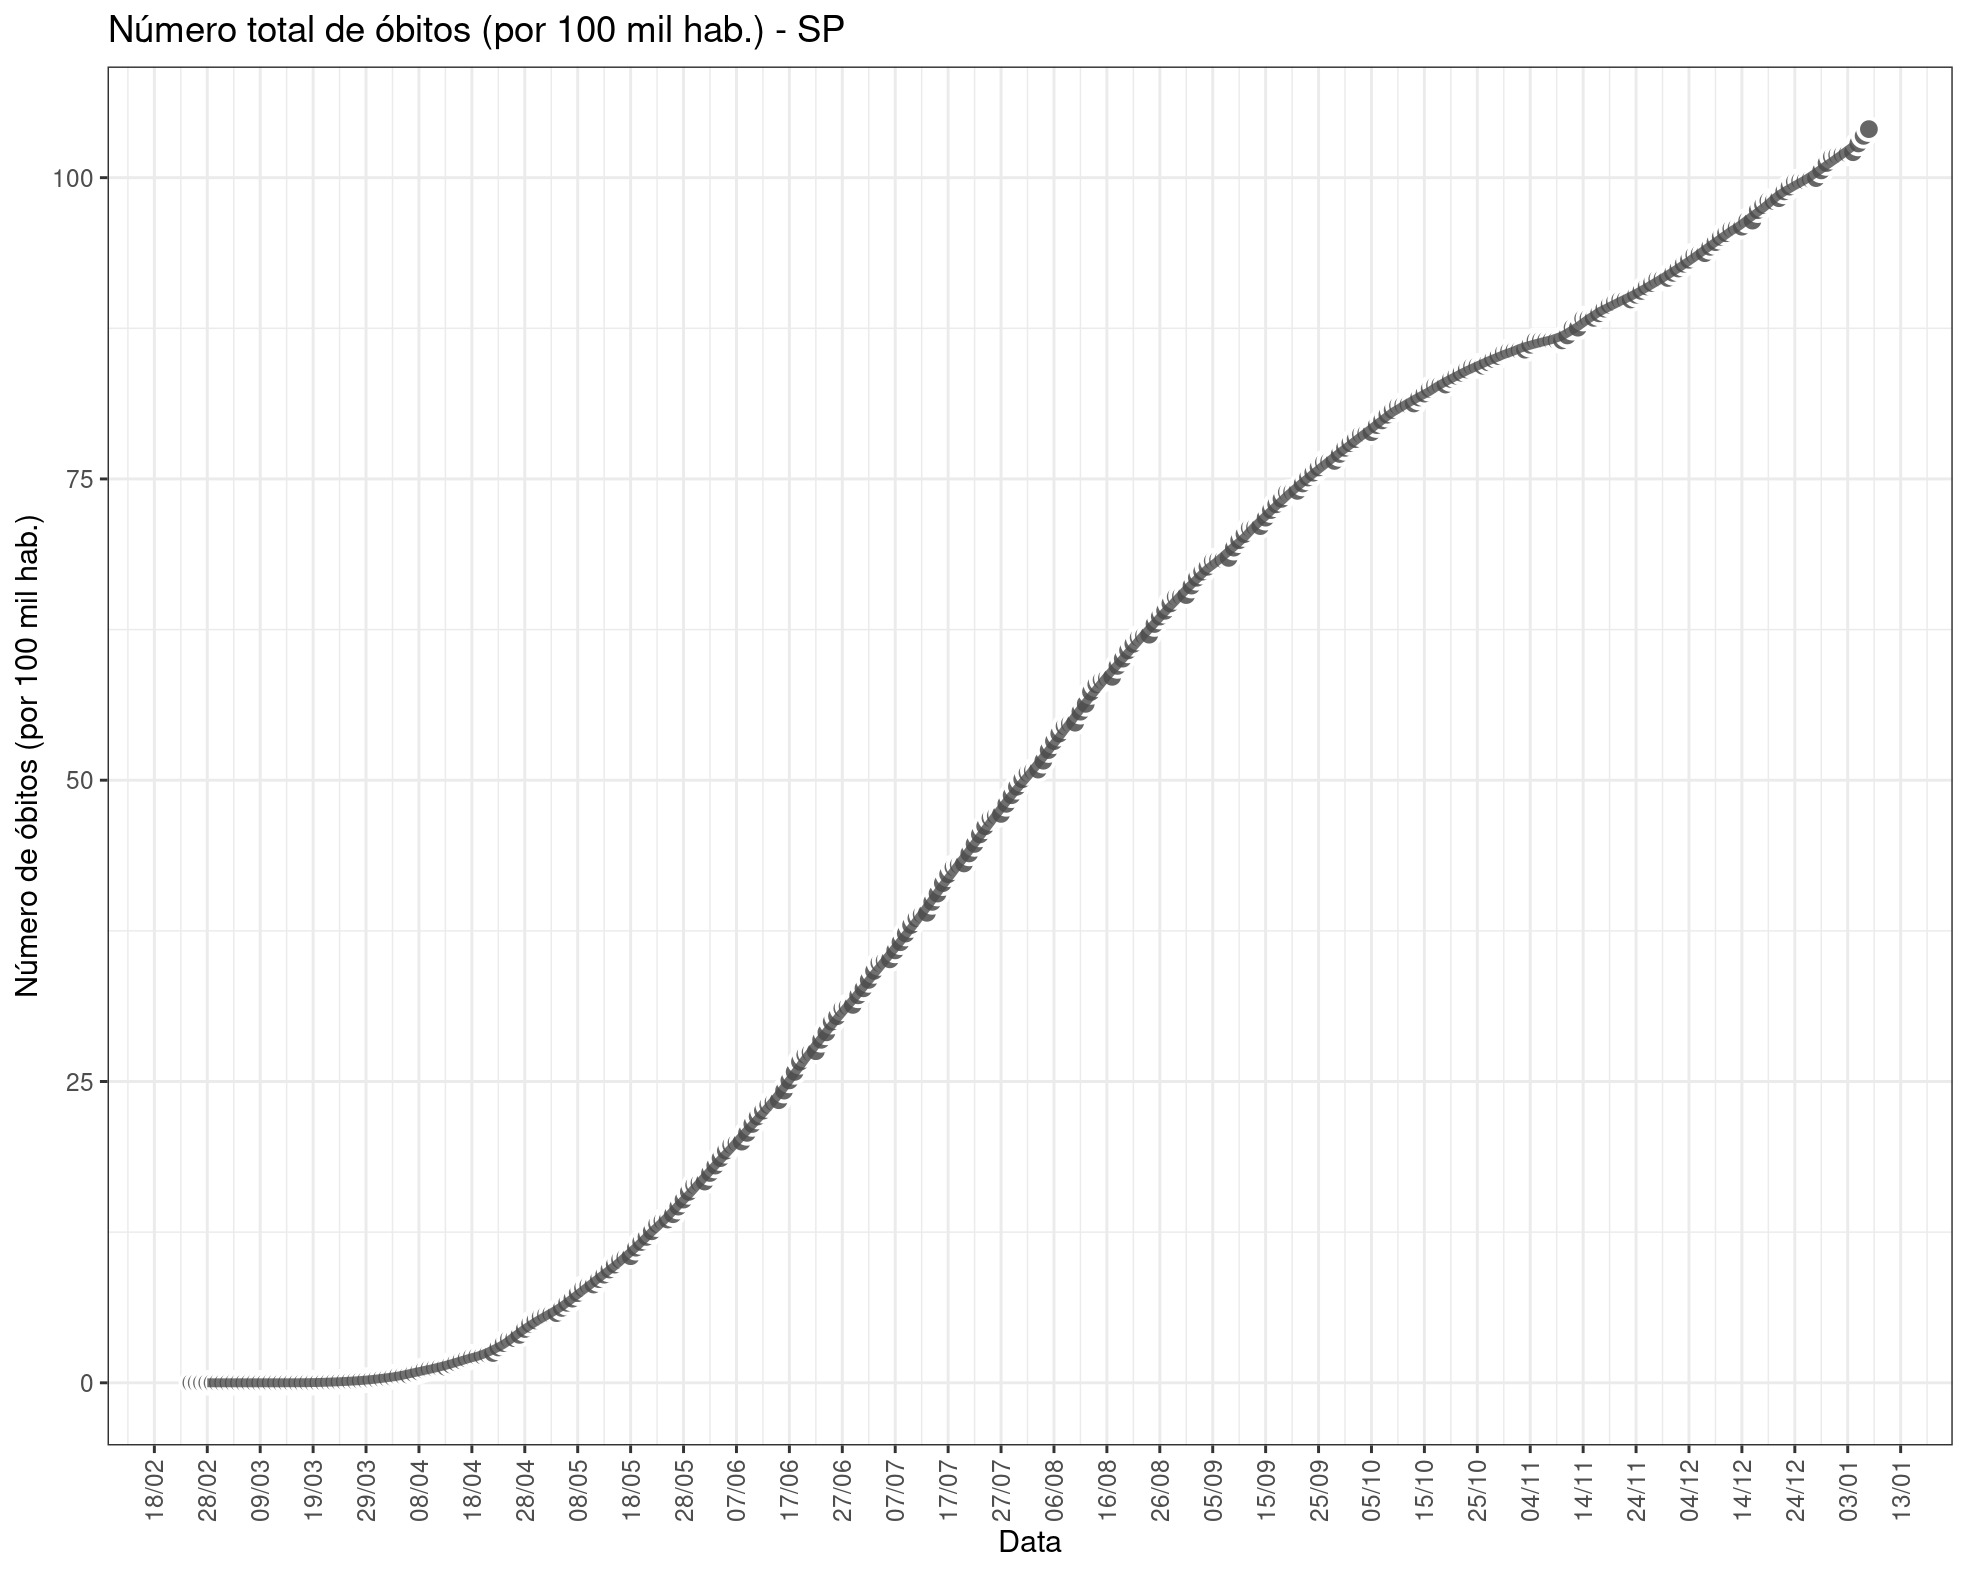 Número total de óbitos (por 100 mil hab.) - SP
Número de óbitos (por 100 mil hab.)
100
75
50
25
0
18/02 28/02 09/03 19/03 29/03 08/04 18/04 28/04 08/05 18/05 28/05 07/06 17/06 27/06 07/07 17/07 27/07 06/08 16/08 26/08 05/09 15/09 25/09 05/10 15/10 25/10 04/11 14/11 24/11 04/12 14/12 24/12 03/01 13/01
Data